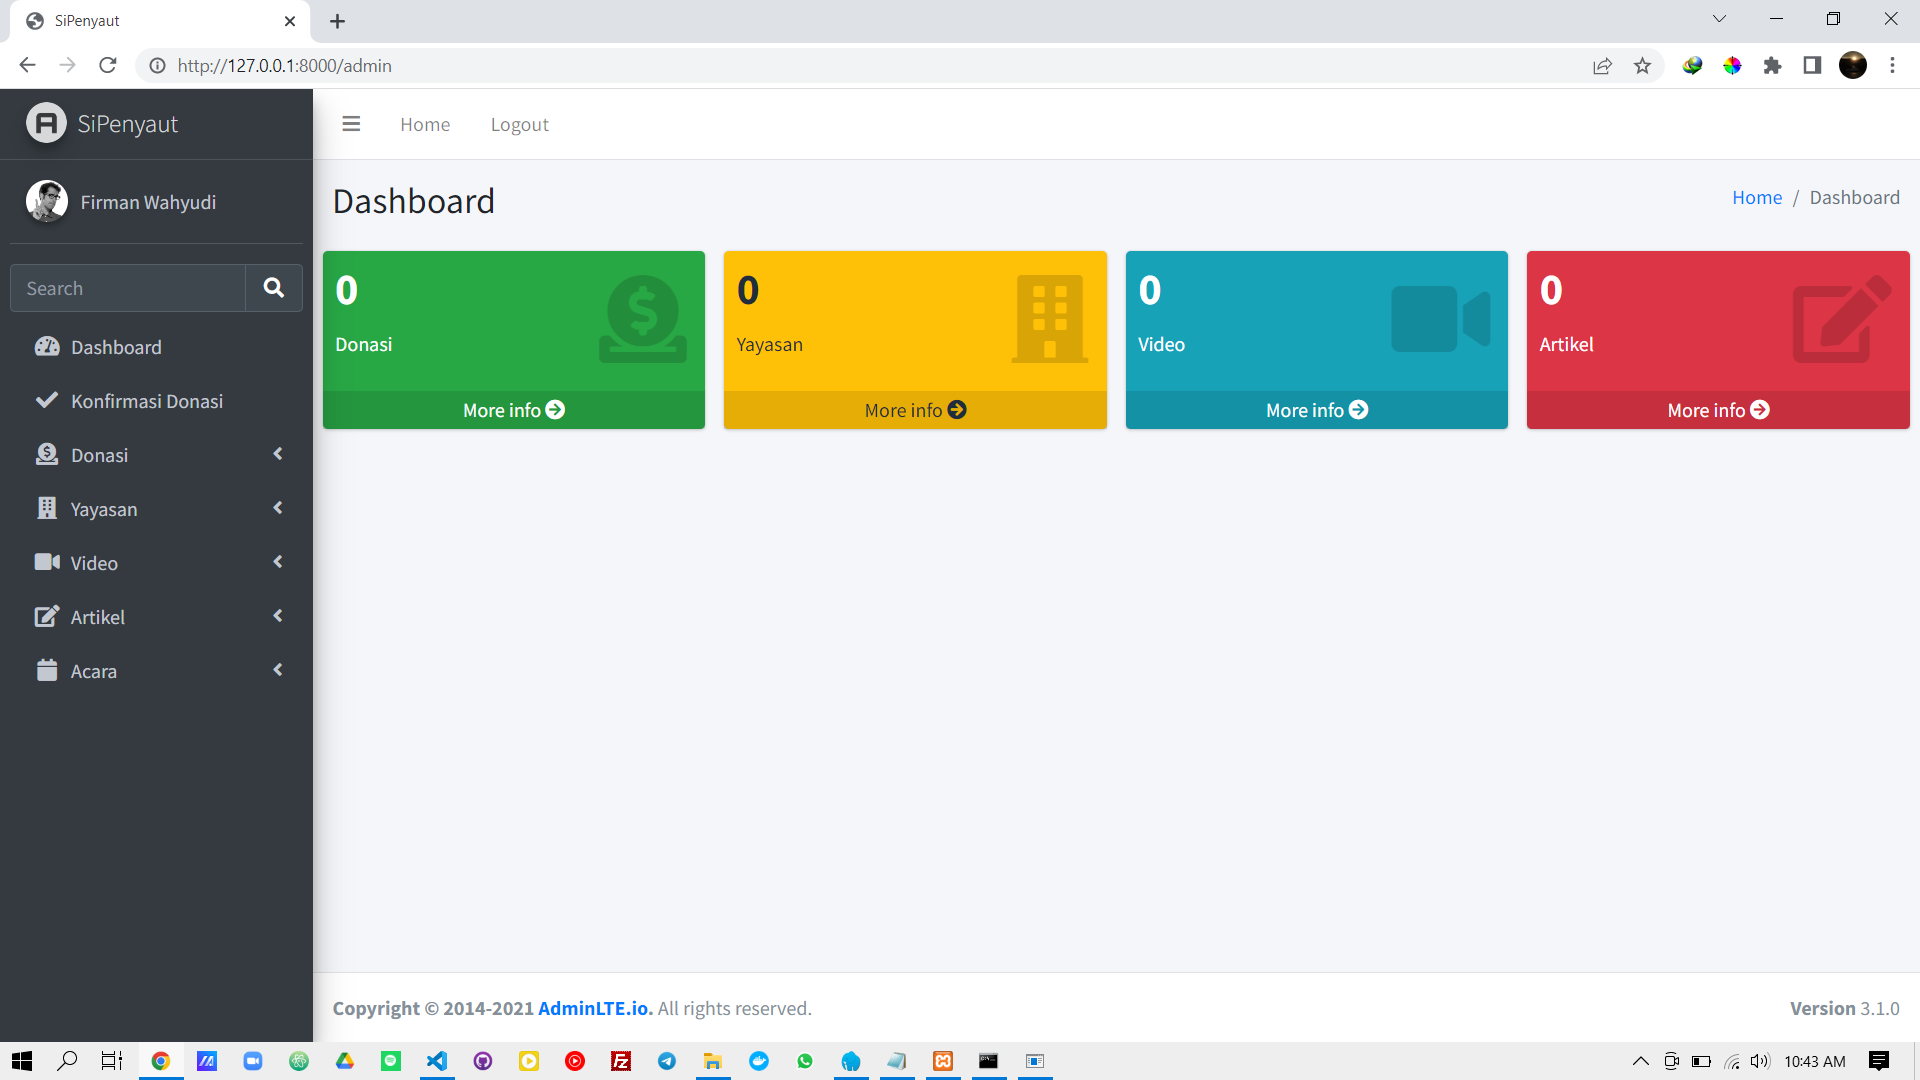 SiPenyaut
http://127.0.0.1:8000/admin
SiPenyaut
Home
Logout
Firman Wahyudi
Dashboard
Home / Dashboard
Search
Dashboard
Konfirmasi Donasi
Donasi
Yayasan
Video
Artikel
Acara
0
Donasi
More info
0
Yayasan
More info
0
Video
More info
0
Artikel
More info
Copyright © 2014-2021 AdminLTE.io. All rights reserved.
Version 3.1.0
10:43 AM